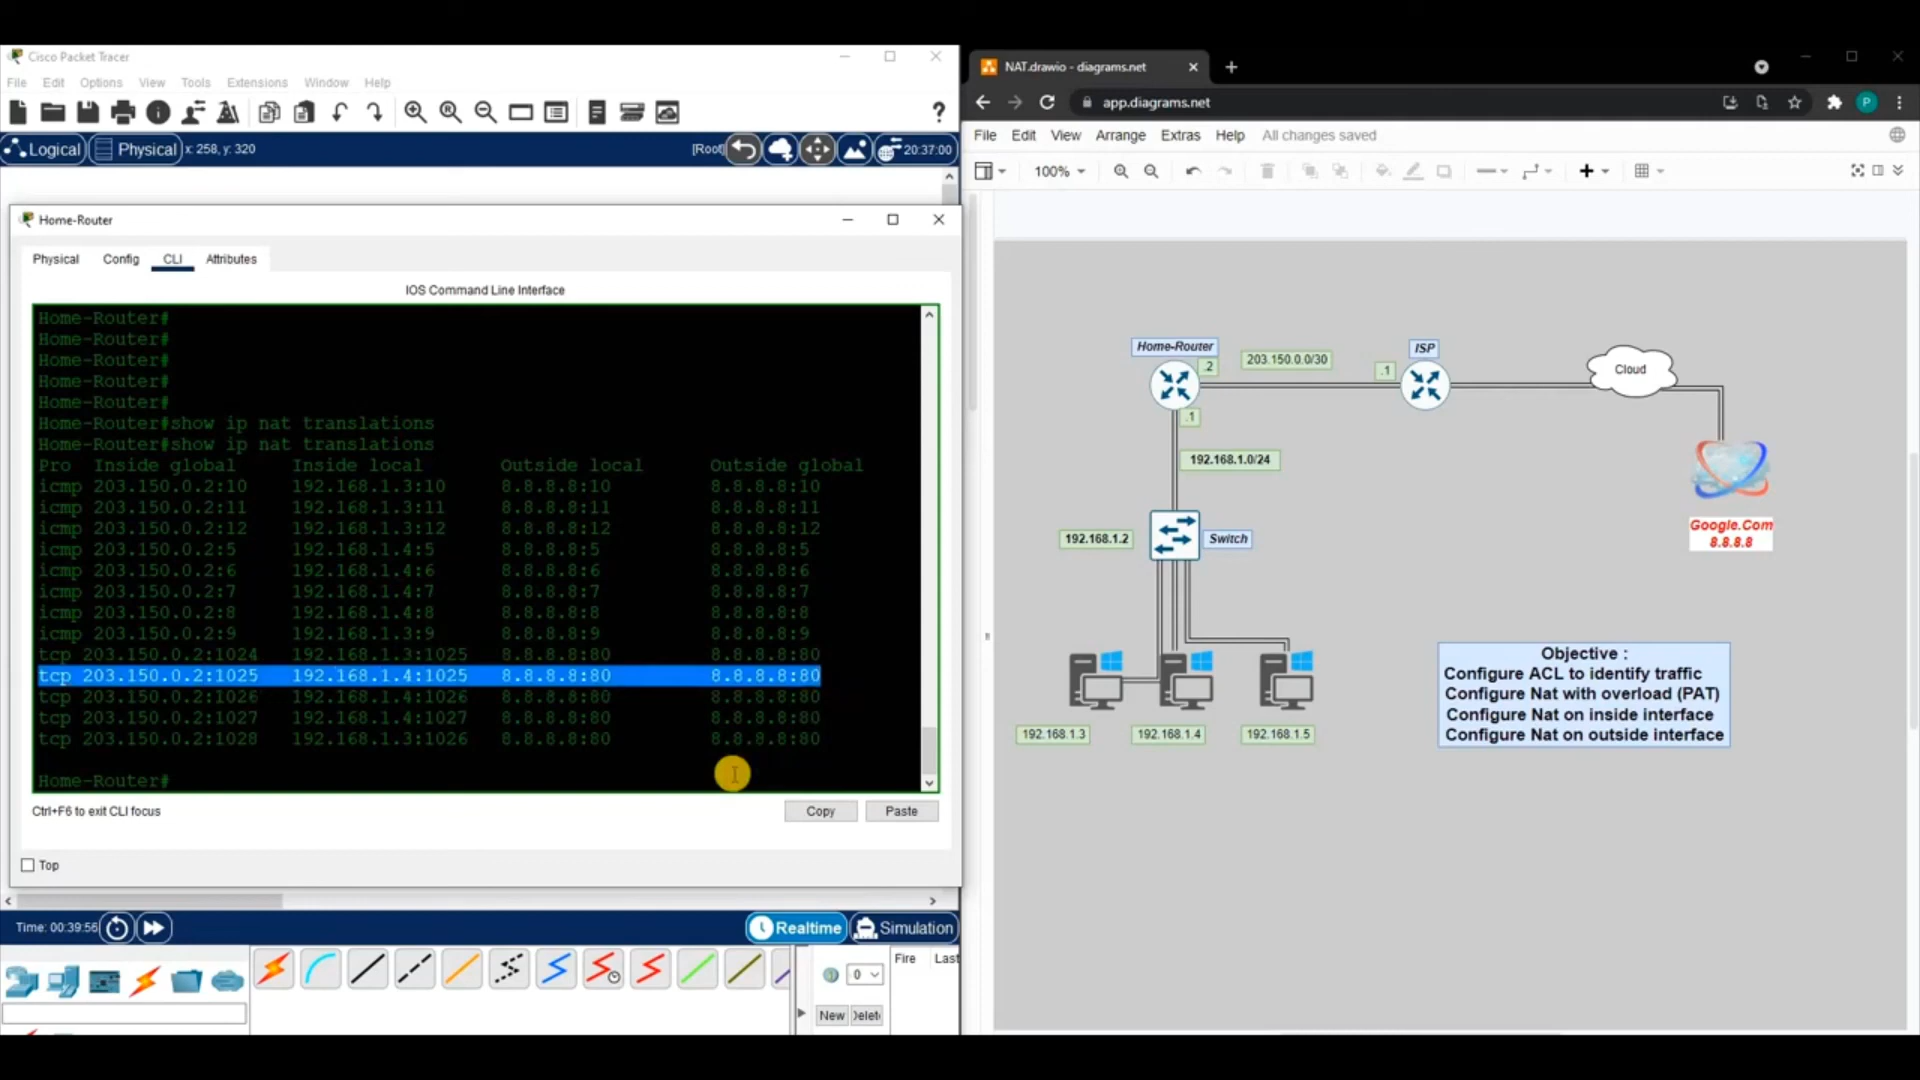 Cisco Packet Tracer
File Edit Options View Tools Extensions Window Help
?
Logical Physical x: 258, y: 320 [Root] 20:37:00
Home-Router
Physical Config CLI Attributes
IOS Command Line Interface
Home-Router#
Home-Router#
Home-Router#
Home-Router#
Home-Router#
Home-Router#show ip nat translations
Home-Router#show ip nat translations
Pro Inside global Inside local Outside local Outside global
icmp 203.150.0.2:10 192.168.1.3:10 8.8.8.8:10 8.8.8.8:10
icmp 203.150.0.2:11 192.168.1.3:11 8.8.8.8:11 8.8.8.8:11
icmp 203.150.0.2:12 192.168.1.3:12 8.8.8.8:12 8.8.8.8:12
icmp 203.150.0.2:5 192.168.1.4:5 8.8.8.8:5 8.8.8.8:5
icmp 203.150.0.2:6 192.168.1.4:6 8.8.8.8:6 8.8.8.8:6
icmp 203.150.0.2:7 192.168.1.4:7 8.8.8.8:7 8.8.8.8:7
icmp 203.150.0.2:8 192.168.1.4:8 8.8.8.8:8 8.8.8.8:8
icmp 203.150.0.2:9 192.168.1.3:9 8.8.8.8:9 8.8.8.8:9
tcp 203.150.0.2:1024 192.168.1.3:1025 8.8.8.8:80 8.8.8.8:80
tcp 203.150.0.2:1025 192.168.1.4:1025 8.8.8.8:80 8.8.8.8:80
tcp 203.150.0.2:1026 192.168.1.4:1026 8.8.8.8:80 8.8.8.8:80
tcp 203.150.0.2:1027 192.168.1.4:1027 8.8.8.8:80 8.8.8.8:80
tcp 203.150.0.2:1028 192.168.1.3:1026 8.8.8.8:80 8.8.8.8:80
Home-Router#
Ctrl+F6 to exit CLI focus Copy Paste
Top
Time: 00:39:56 Realtime Simulation
Fire Last
0
New Delet
NAT.drawio - diagrams.net
app.diagrams.net P
File Edit View Arrange Extras Help All changes saved
100%
Home-Router
.2
203.150.0.0/30
.1
ISP
Cloud
.1
192.168.1.0/24
Google.Com
8.8.8.8
192.168.1.2
Switch
192.168.1.3
192.168.1.4
192.168.1.5
Objective :
Configure ACL to identify traffic
Configure Nat with overload (PAT)
Configure Nat on inside interface
Configure Nat on outside interface